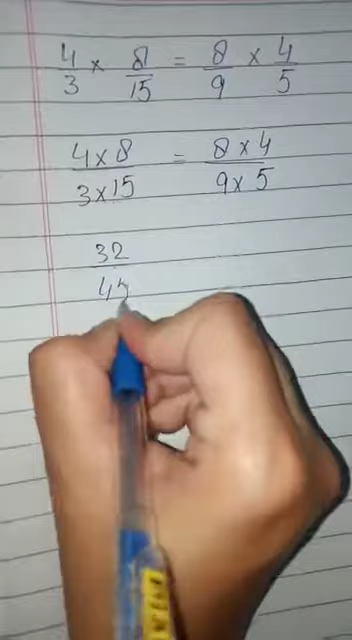 4/3 × 8/15 = 8/9 × 4/5
4×8/3×15 = 8×4/9×5
32/45